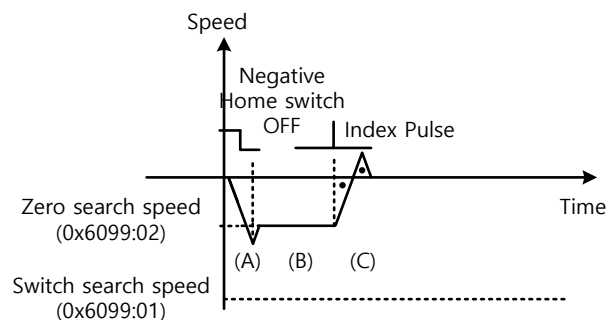 Speed
Negative
Home switch
OFF
Index Pulse
Zero search speed
(0x6099:02)
Time
(A)
(B)
(C)
Switch search speed
(0x6099:01)